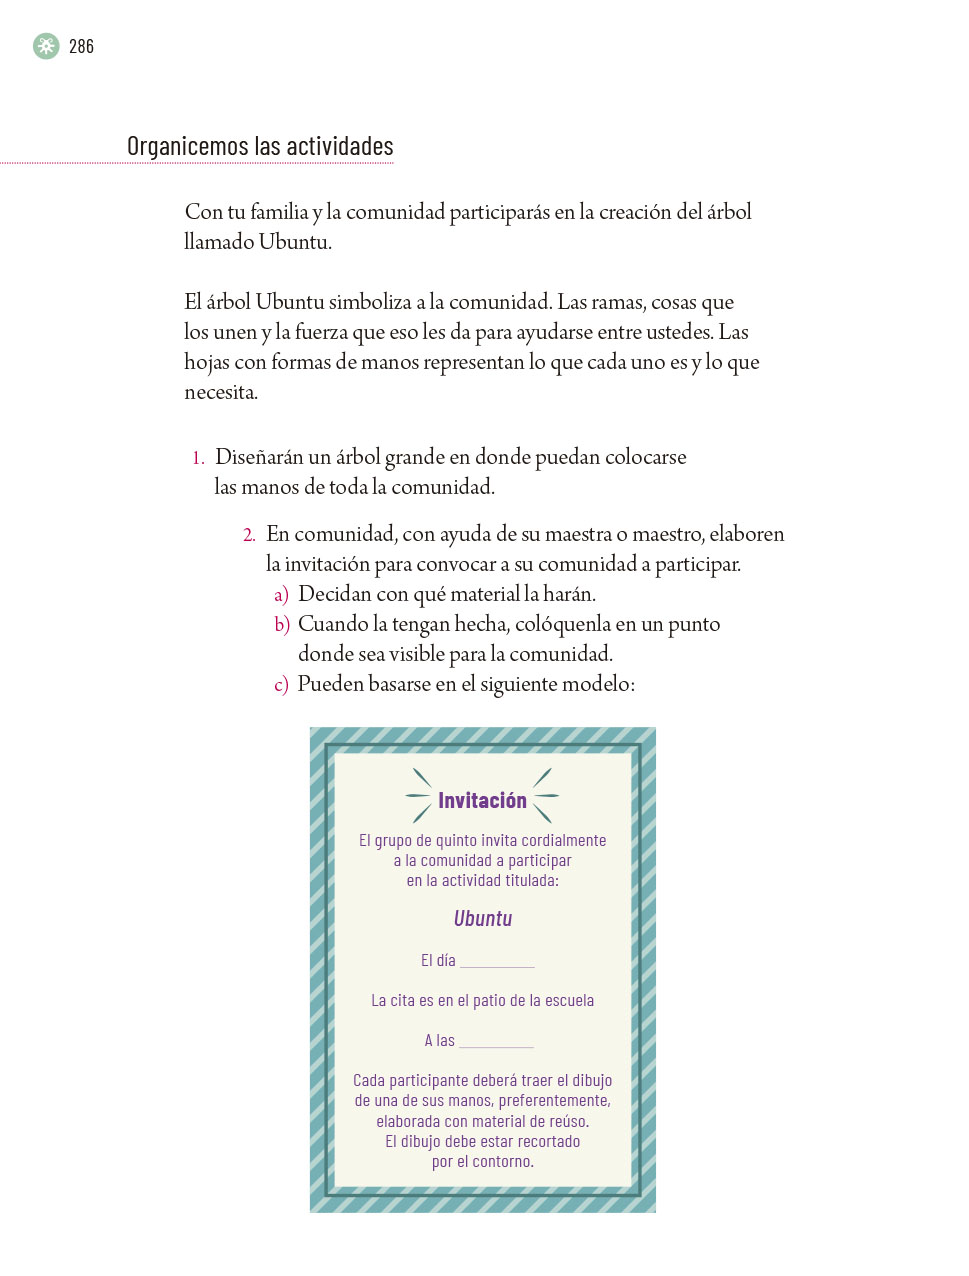 286
Organicemos las actividades
Con tu familia y la comunidad participarás en la creación del árbol
llamado Ubuntu.
El árbol Ubuntu simboliza a la comunidad. Las ramas, cosas que
los unen y la fuerza que eso les da para ayudarse entre ustedes. Las
hojas con formas de manos representan lo que cada uno es y lo que
necesita.
1. Diseñarán un árbol grande en donde puedan colocarse
las manos de toda la comunidad.
2. En comunidad, con ayuda de su maestra o maestro, elaboren
la invitación para convocar a su comunidad a participar.
a) Decidan con qué material la harán.
b) Cuando la tengan hecha, colóquenla en un punto
donde sea visible para la comunidad.
c) Pueden basarse en el siguiente modelo:
Invitación
El grupo de quinto invita cordialmente
a la comunidad a participar
en la actividad titulada:
Ubuntu
El día _________
La cita es en el patio de la escuela
A las _________
Cada participante deberá traer el dibujo
de una de sus manos, preferentemente,
elaborada con material de reúso.
El dibujo debe estar recortado
por el contorno.